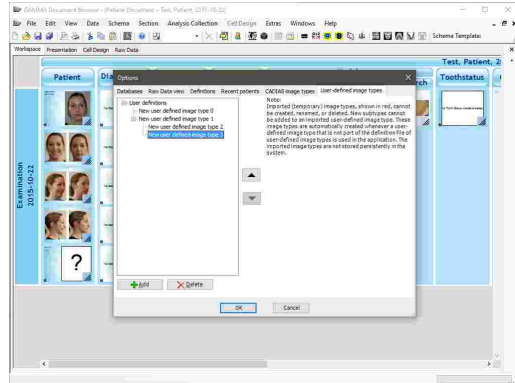 GAMMA Document Browser - [Patient Document - Test, Patient, 2015-10-22]
File Edit View Date Schema Section Analysis Collection Cell Design Extras Windows Help
Schema Template:
Workspace Presentation Cell Design Raw Data
Test, Patient, 2
Patient
Toothstatus
Examination
2015-10-22
?
Options
Databases Raw Data view Definitions Recent patients CADIAS image types User-defined image types
User definitions
New user defined image type 0
New user defined image type 1
New user defined image type 2
New user defined image type 3
Note:
Imported (temporary) image types, shown in red, cannot
be created, renamed, or deleted. New subtypes cannot
be added to an imported user-defined image type. These
image types are automatically created whenever a user-
defined image type that is not part of the definition file of
user-defined image types is used in the application. The
imported image types are not stored persistently in the
system.
Add Delete
OK Cancel